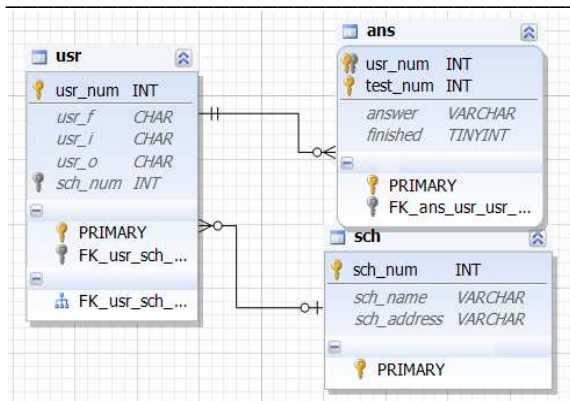 usr
usr_num INT
usr_f CHAR
usr_i CHAR
usr_o CHAR
sch_num INT
PRIMARY
FK_usr_sch_...
FK_usr_sch_...
ans
usr_num INT
test_num INT
answer VARCHAR
finished TINYINT
PRIMARY
FK_ans_usr_usr_...
sch
sch_num INT
sch_name VARCHAR
sch_address VARCHAR
PRIMARY